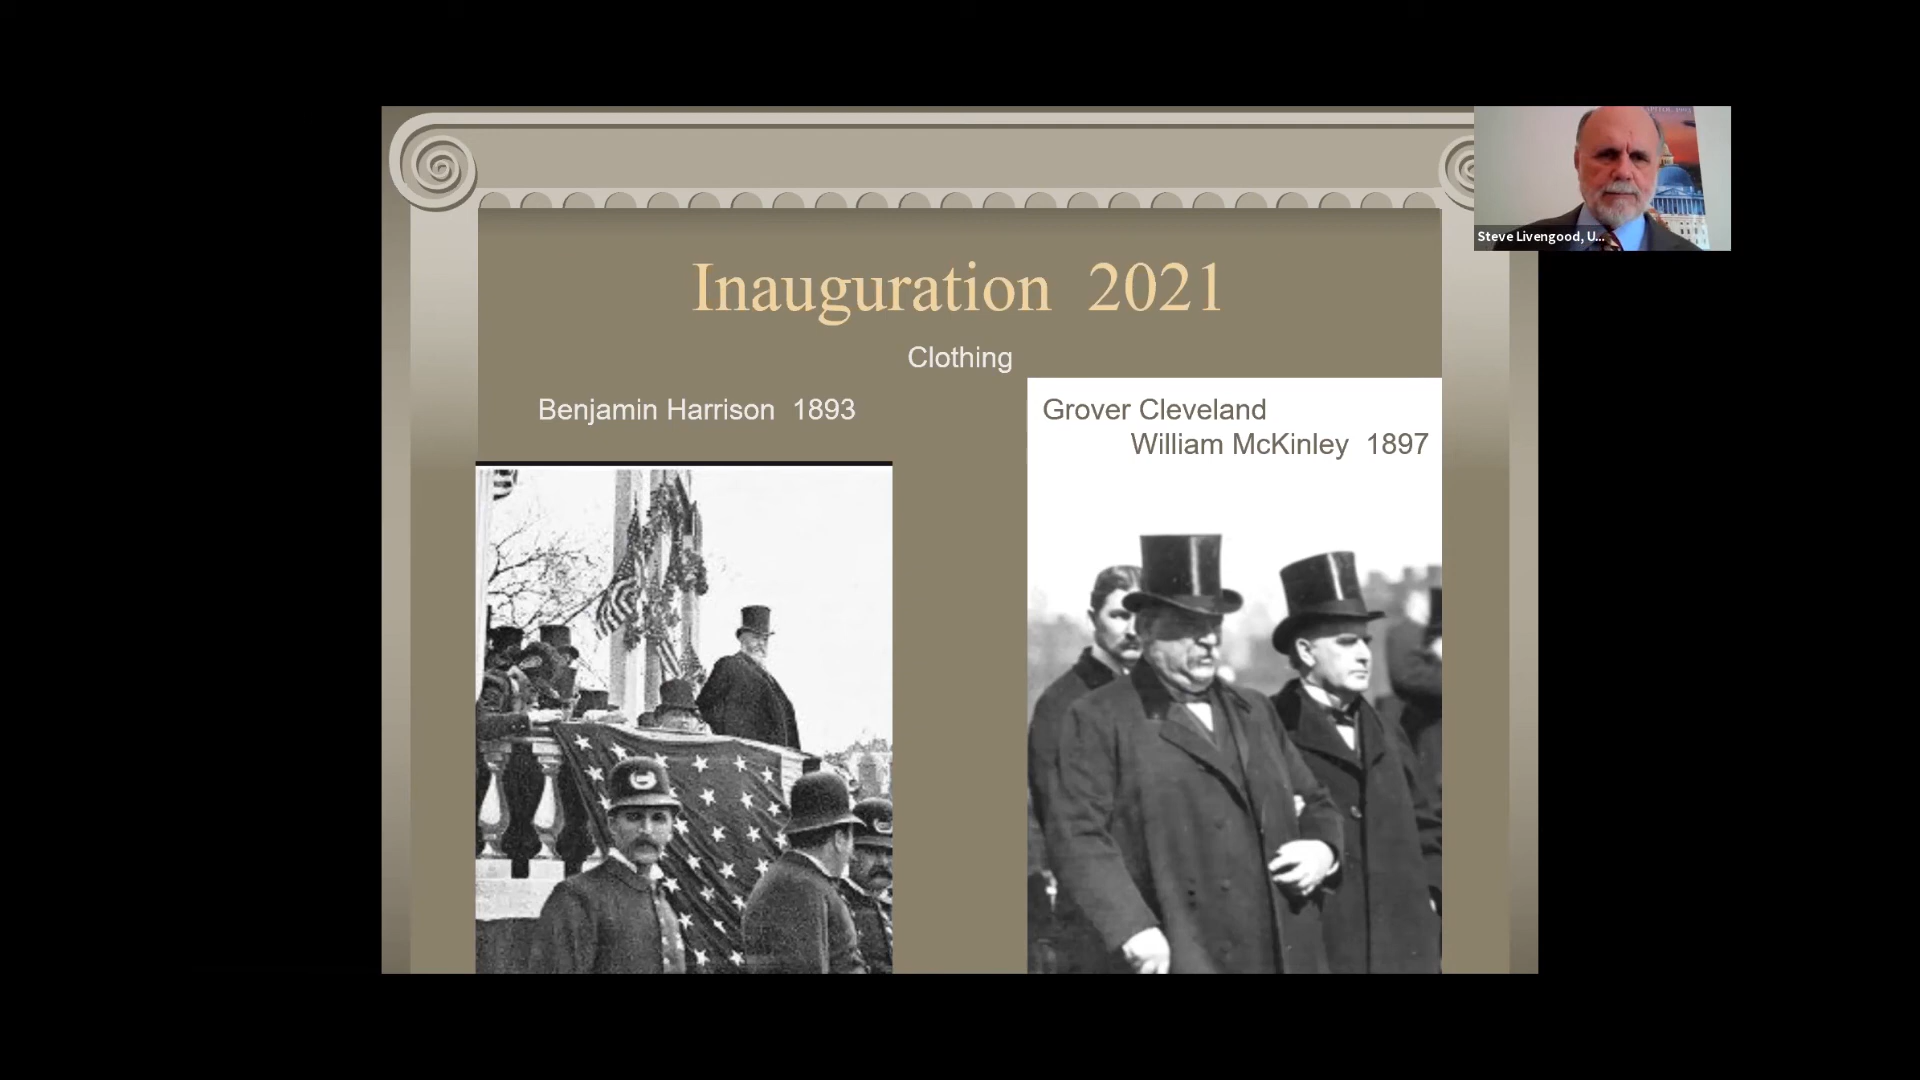 Inauguration 2021
Clothing
Benjamin Harrison 1893
Grover Cleveland
William McKinley 1897
Steve Livengood, U...